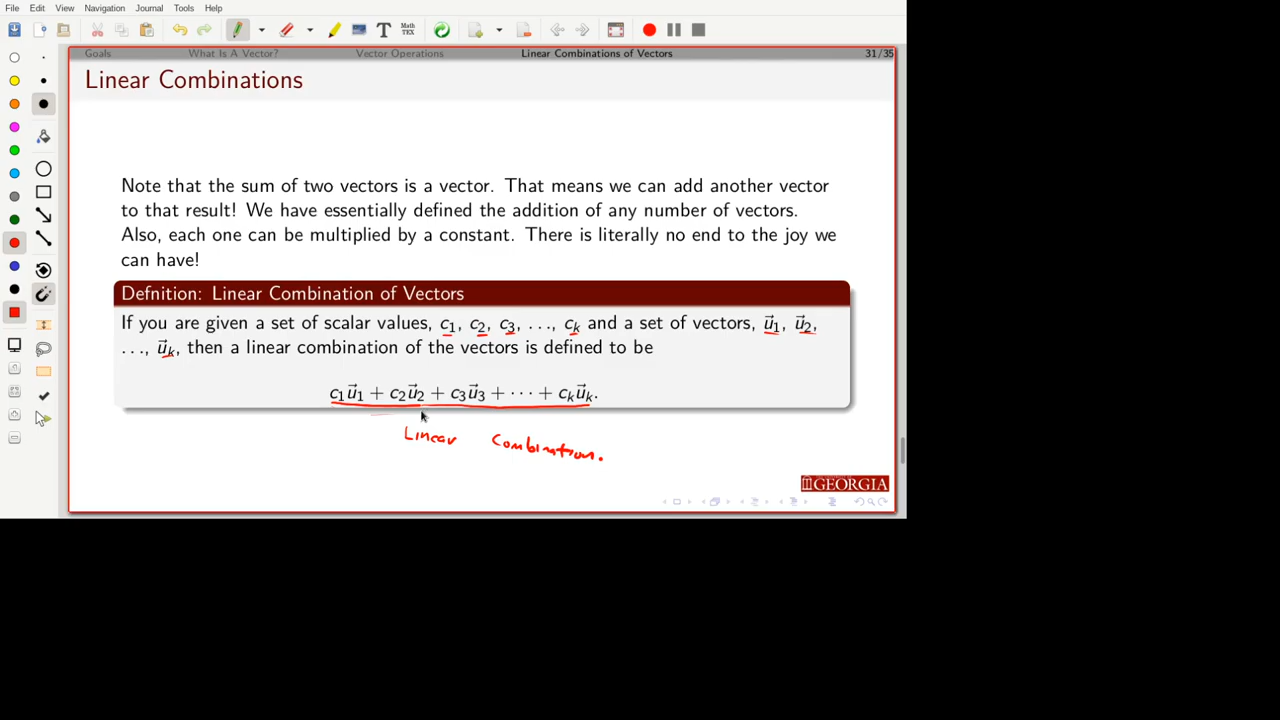 File Edit View Navigation Journal Tools Help
T Math TEX
Goals What Is A Vector? Vector Operations Linear Combinations of Vectors 31/35
Linear Combinations
Note that the sum of two vectors is a vector. That means we can add another vector
to that result! We have essentially defined the addition of any number of vectors.
Also, each one can be multiplied by a constant. There is literally no end to the joy we
can have!
Defnition: Linear Combination of Vectors
If you are given a set of scalar values, c₁, c₂, c₃, ..., cₖ and a set of vectors, u⃗₁, u⃗₂,
..., u⃗ₖ, then a linear combination of the vectors is defined to be
c₁u⃗₁ + c₂u⃗₂ + c₃u⃗₃ + ⋯ + cₖu⃗ₖ.
Linear Combination.
GEORGIA